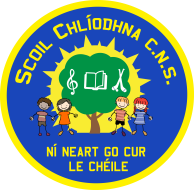 SCOIL CHLÍODHNA C.N.S.
NÍ NEART GO CUR
LE CHÉILE